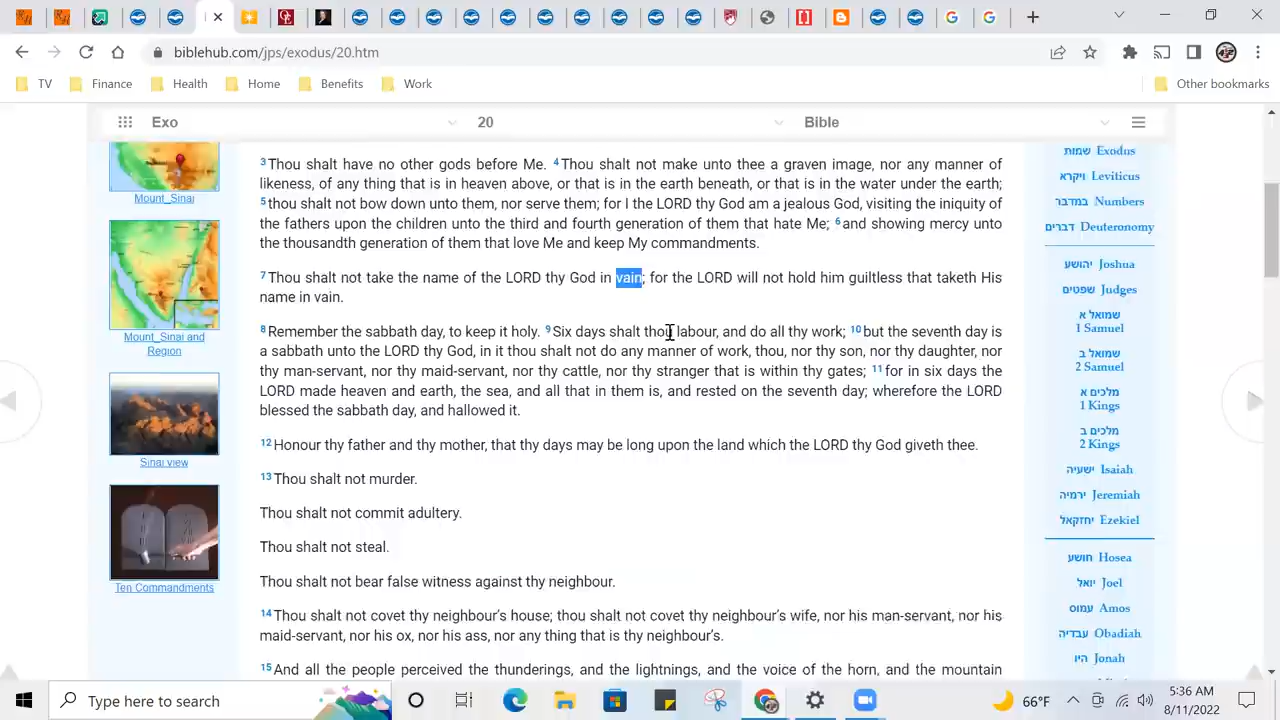 biblehub.com/jps/exodus/20.htm
TV Finance Health Home Benefits Work Other bookmarks
Exo 20 Bible
Mount_Sinai
Mount_Sinai and
Region
Sinai view
Ten Commandments
3 Thou shalt have no other gods before Me. 4 Thou shalt not make unto thee a graven image, nor any manner of
likeness, of any thing that is in heaven above, or that is in the earth beneath, or that is in the water under the earth;
5 thou shalt not bow down unto them, nor serve them; for I the LORD thy God am a jealous God, visiting the iniquity of
the fathers upon the children unto the third and fourth generation of them that hate Me; 6 and showing mercy unto
the thousandth generation of them that love Me and keep My commandments.
7 Thou shalt not take the name of the LORD thy God in vain; for the LORD will not hold him guiltless that taketh His
name in vain.
8 Remember the sabbath day, to keep it holy. 9 Six days shalt thou labour, and do all thy work; 10 but the seventh day is
a sabbath unto the LORD thy God, in it thou shalt not do any manner of work, thou, nor thy son, nor thy daughter, nor
thy man-servant, nor thy maid-servant, nor thy cattle, nor thy stranger that is within thy gates; 11 for in six days the
LORD made heaven and earth, the sea, and all that in them is, and rested on the seventh day; wherefore the LORD
blessed the sabbath day, and hallowed it.
12 Honour thy father and thy mother, that thy days may be long upon the land which the LORD thy God giveth thee.
13 Thou shalt not murder.
Thou shalt not commit adultery.
Thou shalt not steal.
Thou shalt not bear false witness against thy neighbour.
14 Thou shalt not covet thy neighbour's house; thou shalt not covet thy neighbour's wife, nor his man-servant, nor his
maid-servant, nor his ox, nor his ass, nor any thing that is thy neighbour's.
15 And all the people perceived the thunderings, and the lightnings, and the voice of the horn, and the mountain
שמות Exodus
ויקרא Leviticus
במדבר Numbers
דברים Deuteronomy
יהושע Joshua
שפטים Judges
שמואל א
1 Samuel
שמואל ב
2 Samuel
מלכים א
1 Kings
מלכים ב
2 Kings
ישעיה Isaiah
ירמיה Jeremiah
יחזקאל Ezekiel
הושע Hosea
יואל Joel
עמוס Amos
עבדיה Obadiah
יונה Jonah
Type here to search
66°F
5:36 AM
8/11/2022